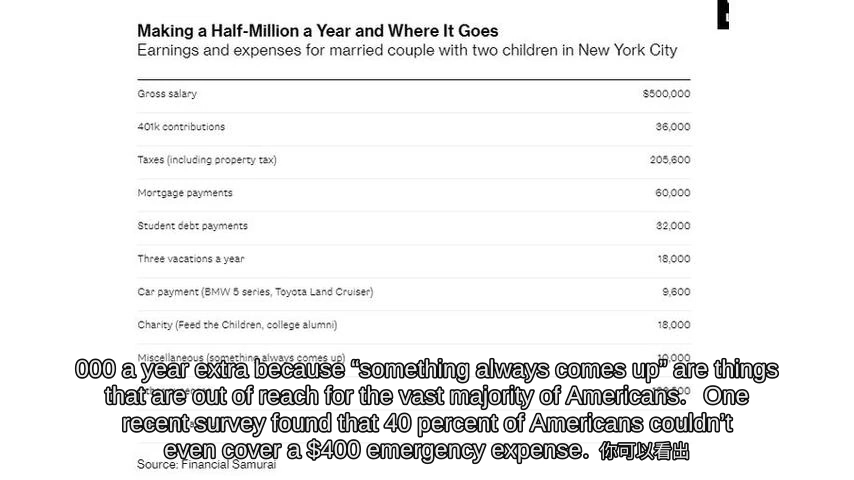 Making a Half-Million a Year and Where It Goes
Earnings and expenses for married couple with two children in New York City
Gross salary $500,000
401k contributions 36,000
Taxes (including property tax) 205,600
Mortgage payments 60,000
Student debt payments 32,000
Three vacations a year 18,000
Car payment (BMW 5 series, Toyota Land Cruiser) 9,600
Charity (Feed the Children, college alumni) 18,000
Miscellaneous (something always comes up) 10,000
000 a year extra because “something always comes up” are things
that are out of reach for the vast majority of Americans. One
recent survey found that 40 percent of Americans couldn't
even cover a $400 emergency expense. 你可以看出
Source: Financial Samurai